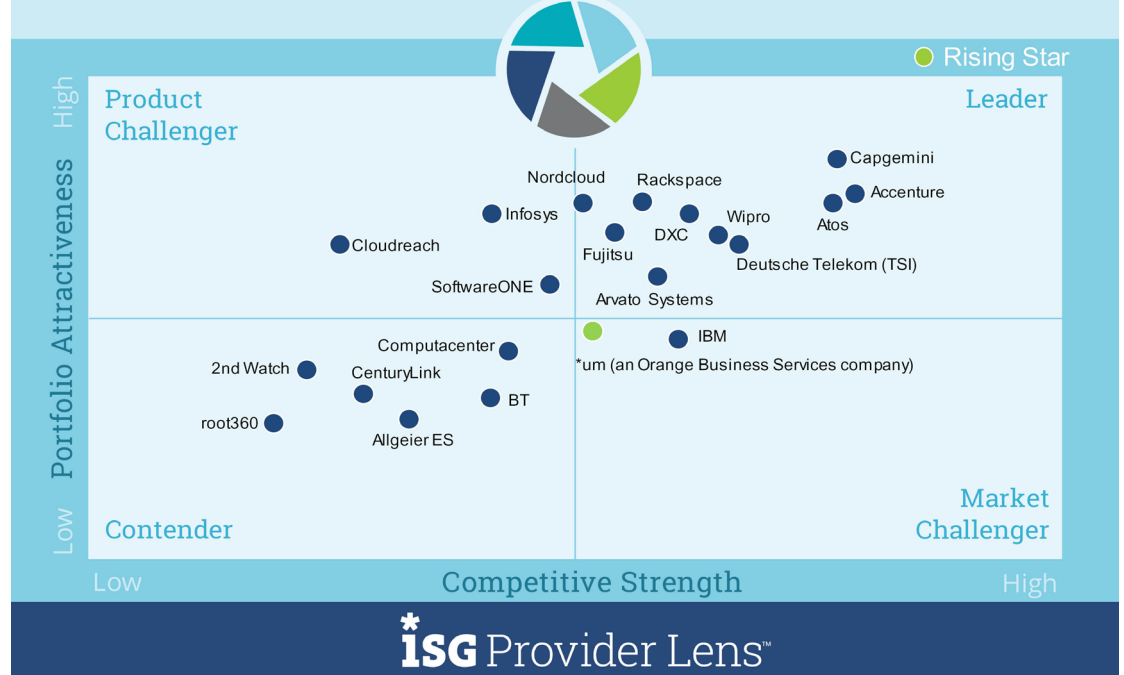 Rising Star
High
Product
Challenger
Leader
Capgemini
Nordcloud
Rackspace
Accenture
Infosys
Wipro
Atos
DXC
Cloudreach
Fujitsu
Deutsche Telekom (TSI)
SoftwareONE
Arvato Systems
Portfolio Attractiveness
IBM
Computacenter
*um (an Orange Business Services company)
2nd Watch
CenturyLink
BT
root360
Allgeier ES
Low
Contender
Market
Challenger
Low
Competitive Strength
High
*
iSG Provider Lens™